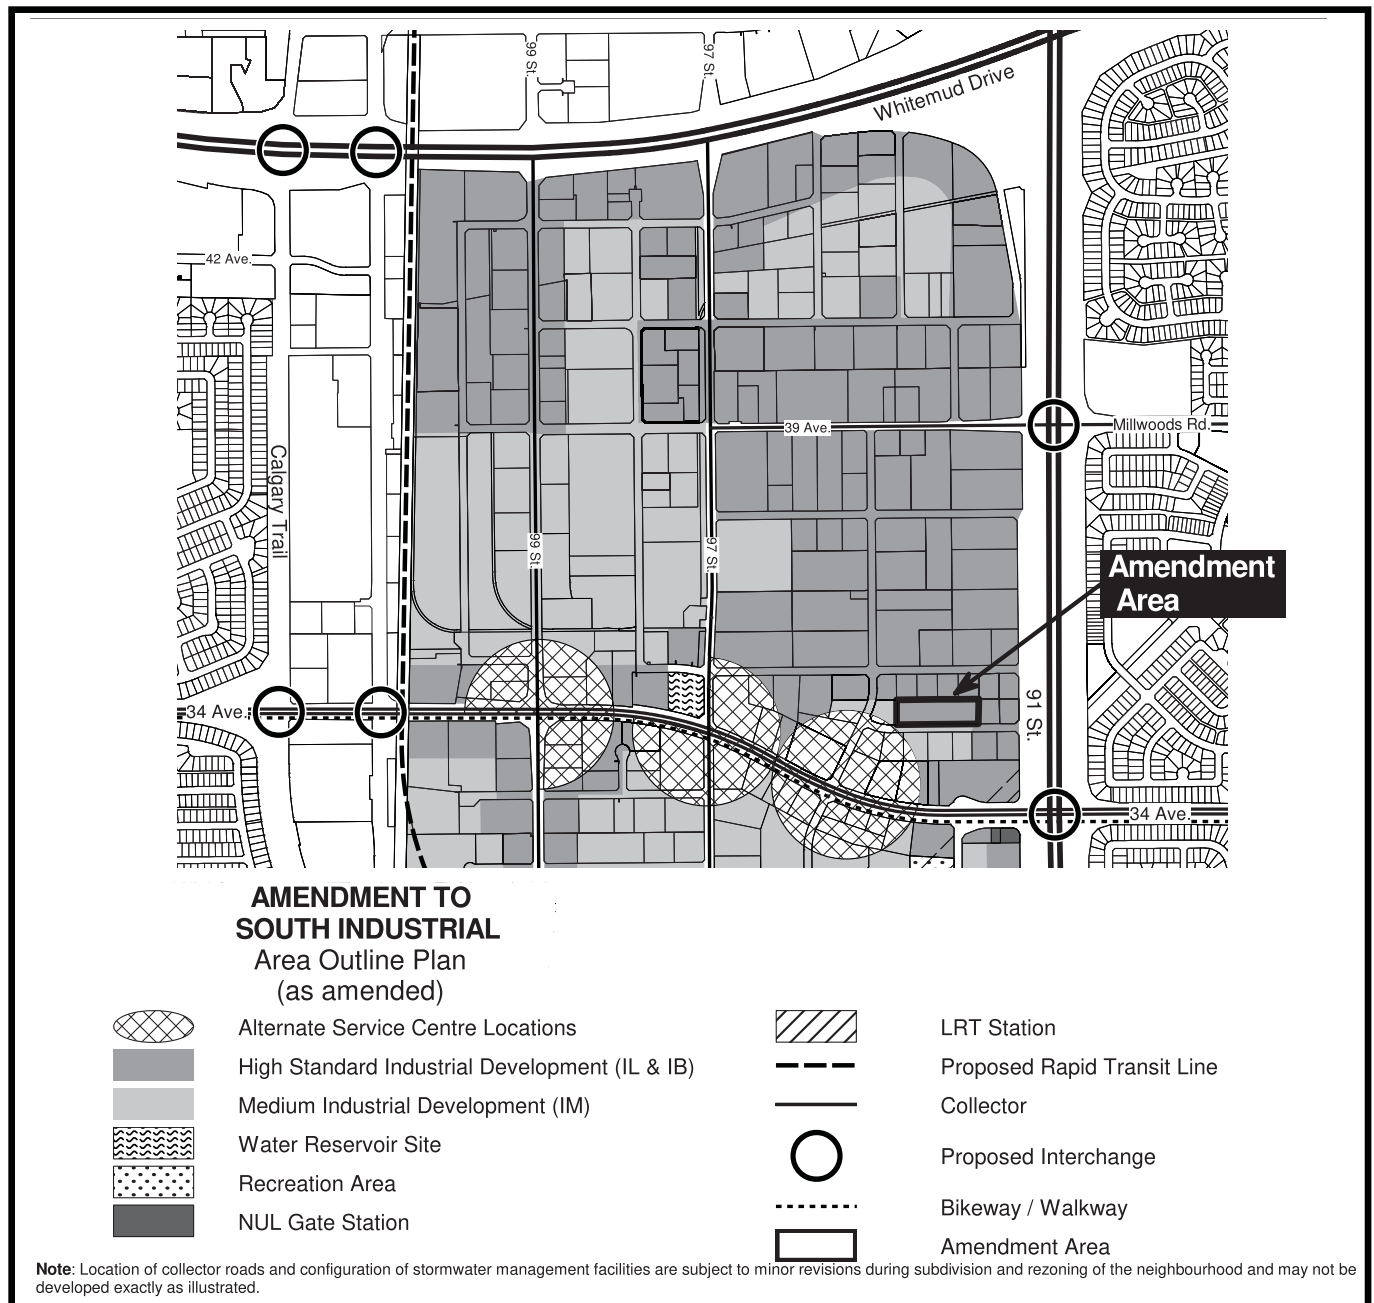 99 St.
97 St.
Whitemud Drive
42 Ave.
39 Ave.
Millwoods Rd.
Calgary Trail
99 St.
97 St.
Amendment
Area
34 Ave.
91 St.
34 Ave.
AMENDMENT TO
SOUTH INDUSTRIAL
Area Outline Plan
(as amended)
Alternate Service Centre Locations
High Standard Industrial Development (IL & IB)
Medium Industrial Development (IM)
Water Reservoir Site
Recreation Area
NUL Gate Station
LRT Station
Proposed Rapid Transit Line
Collector
Proposed Interchange
Bikeway / Walkway
Amendment Area
Note: Location of collector roads and configuration of stormwater management facilities are subject to minor revisions during subdivision and rezoning of the neighbourhood and may not be
developed exactly as illustrated.